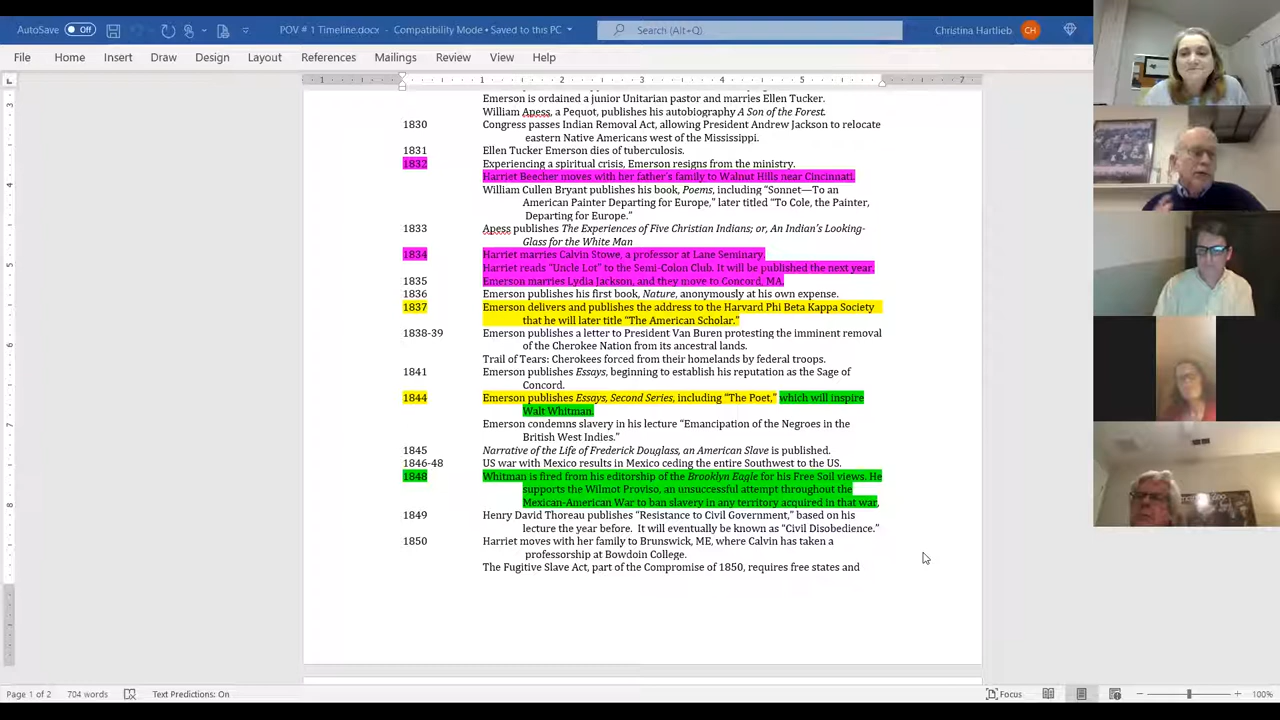 AutoSave Off POV # 1 Timeline.docx - Compatibility Mode • Saved to this PC Search (Alt+Q) Christina Hartlieb CH
File Home Insert Draw Design Layout References Mailings Review View Help
1 1 2 3 4 5 7
Emerson is ordained a junior Unitarian pastor and marries Ellen Tucker.
William Apess, a Pequot, publishes his autobiography A Son of the Forest.
1830 Congress passes Indian Removal Act, allowing President Andrew Jackson to relocate
eastern Native Americans west of the Mississippi.
1831 Ellen Tucker Emerson dies of tuberculosis.
1832 Experiencing a spiritual crisis, Emerson resigns from the ministry.
Harriet Beecher moves with her father's family to Walnut Hills near Cincinnati.
William Cullen Bryant publishes his book, Poems, including “Sonnet—To an
American Painter Departing for Europe,” later titled “To Cole, the Painter,
Departing for Europe.”
1833 Apess publishes The Experiences of Five Christian Indians; or, An Indian's Looking-
Glass for the White Man
1834 Harriet marries Calvin Stowe, a professor at Lane Seminary
Harriet reads “Uncle Lot” to the Semi-Colon Club. It will be published the next year.
1835 Emerson marries Lydia Jackson, and they move to Concord, MA.
1836 Emerson publishes his first book, Nature, anonymously at his own expense.
1837 Emerson delivers and publishes the address to the Harvard Phi Beta Kappa Society
that he will later title “The American Scholar.”
1838-39 Emerson publishes a letter to President Van Buren protesting the imminent removal
of the Cherokee Nation from its ancestral lands.
Trail of Tears: Cherokees forced from their homelands by federal troops.
1841 Emerson publishes Essays, beginning to establish his reputation as the Sage of
Concord.
1844 Emerson publishes Essays, Second Series, including “The Poet,” which will inspire
Walt Whitman.
Emerson condemns slavery in his lecture “Emancipation of the Negroes in the
British West Indies.”
1845 Narrative of the Life of Frederick Douglass, an American Slave is published.
1846-48 US war with Mexico results in Mexico ceding the entire Southwest to the US.
1848 Whitman is fired from his editorship of the Brooklyn Eagle for his Free Soil views. He
supports the Wilmot Proviso, an unsuccessful attempt throughout the
Mexican-American War to ban slavery in any territory acquired in that war.
1849 Henry David Thoreau publishes “Resistance to Civil Government,” based on his
lecture the year before. It will eventually be known as “Civil Disobedience.”
1850 Harriet moves with her family to Brunswick, ME, where Calvin has taken a
professorship at Bowdoin College.
The Fugitive Slave Act, part of the Compromise of 1850, requires free states and
Page 1 of 2 704 words Text Predictions: On Focus 100%